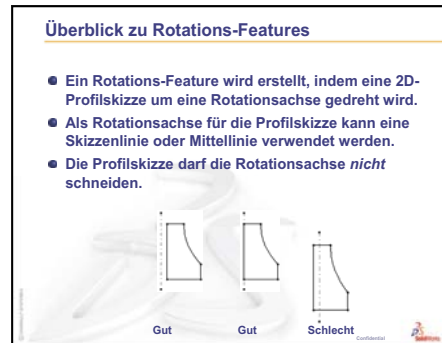 Überblick zu Rotations-Features
Ein Rotations-Feature wird erstellt, indem eine 2D-
Profilskizze um eine Rotationsachse gedreht wird.
Als Rotationsachse für die Profilskizze kann eine
Skizzenlinie oder Mittellinie verwendet werden.
Die Profilskizze darf die Rotationsachse nicht
schneiden.
Gut Gut Schlecht
Confidential
SolidWorks